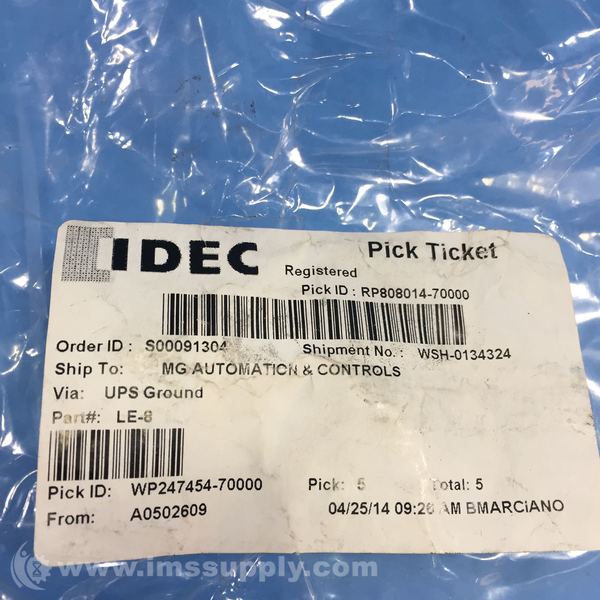 IDEC Pick Ticket
Registered
Pick ID : RP808014-70000
Order ID : S00091304 Shipment No. : WSH-0134324
Ship To: MG AUTOMATION & CONTROLS
Via: UPS Ground
Part#: LE-8
Pick ID: WP247454-70000 Pick: 5 Total: 5
From: A0502609 04/25/14 09:26 AM BMARCIANO
© www.imssupply.com